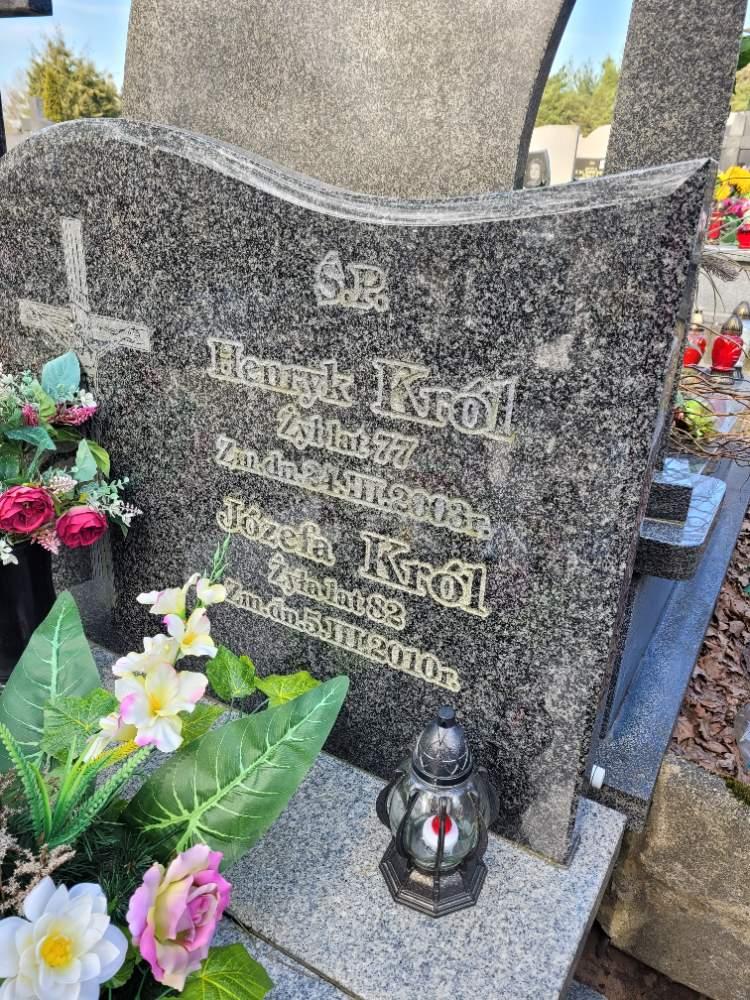 Ś.P.
Henryk Król
Żył lat 77
Zm. dn. 24.III.2003 r.
Józefa Król
Żyła lat 82
Zm. dn. 5.III.2010 r.